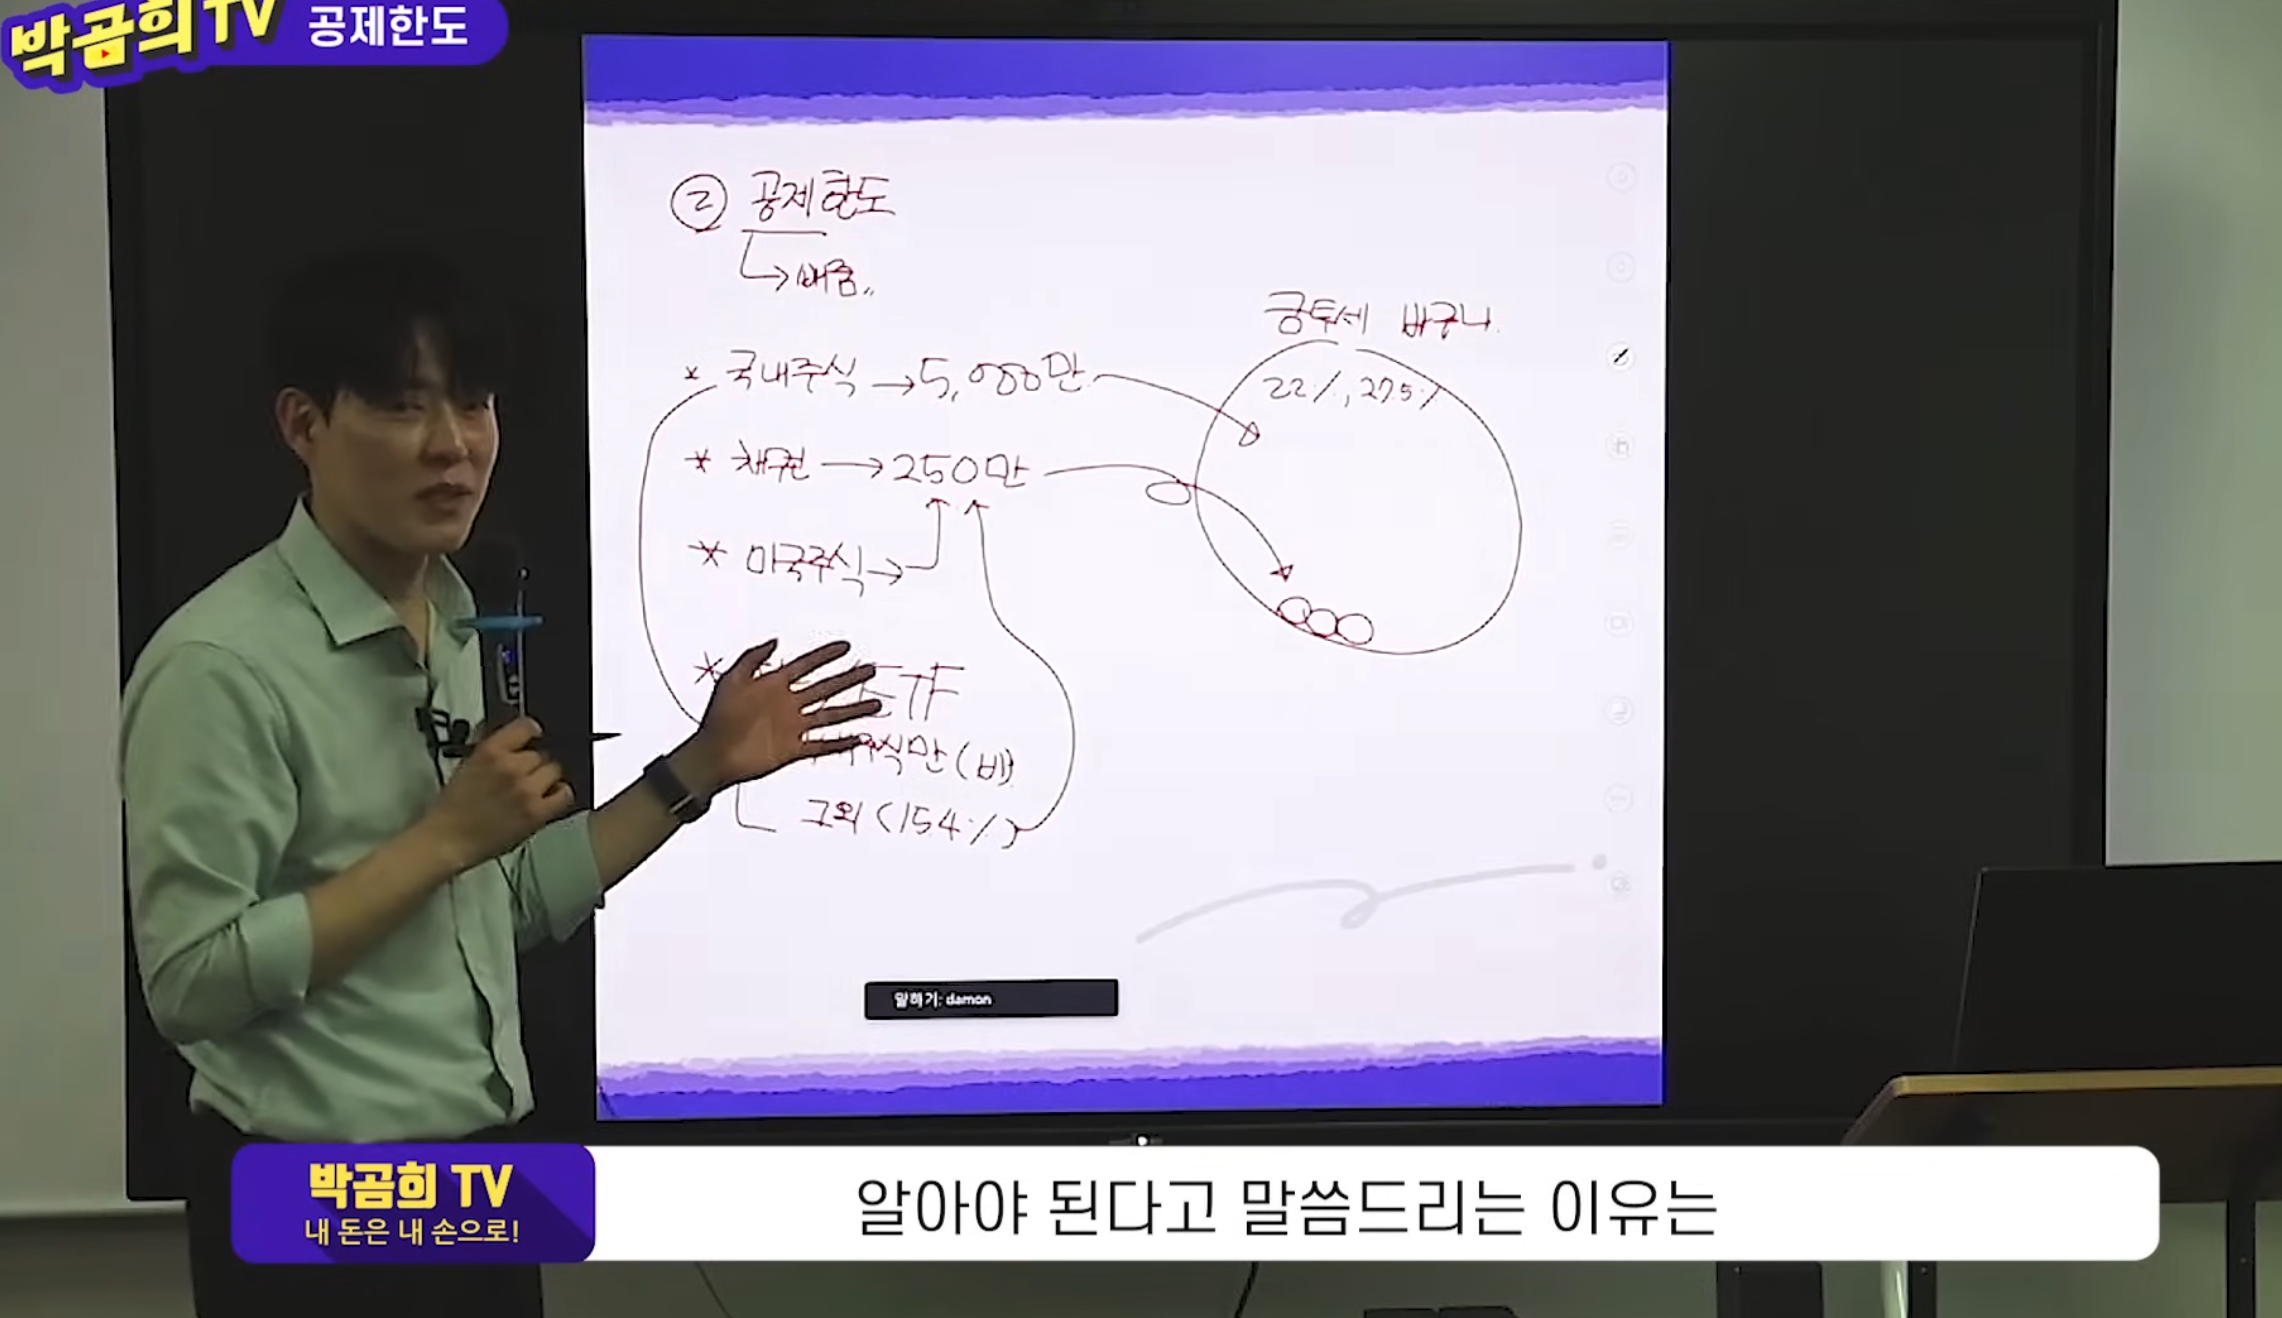 박곰희TV 공제한도
② 공제한도
↳ 빼줌..
금투세 바구니
* 국내주식 → 5,000만
22%, 27.5%
* 채권 → 250만
* 미국주식 →
* ETF
주식만 (비)
그외 (15.4%)
말하기: damon
박곰희 TV
내 돈은 내 손으로!
알아야 된다고 말씀드리는 이유는